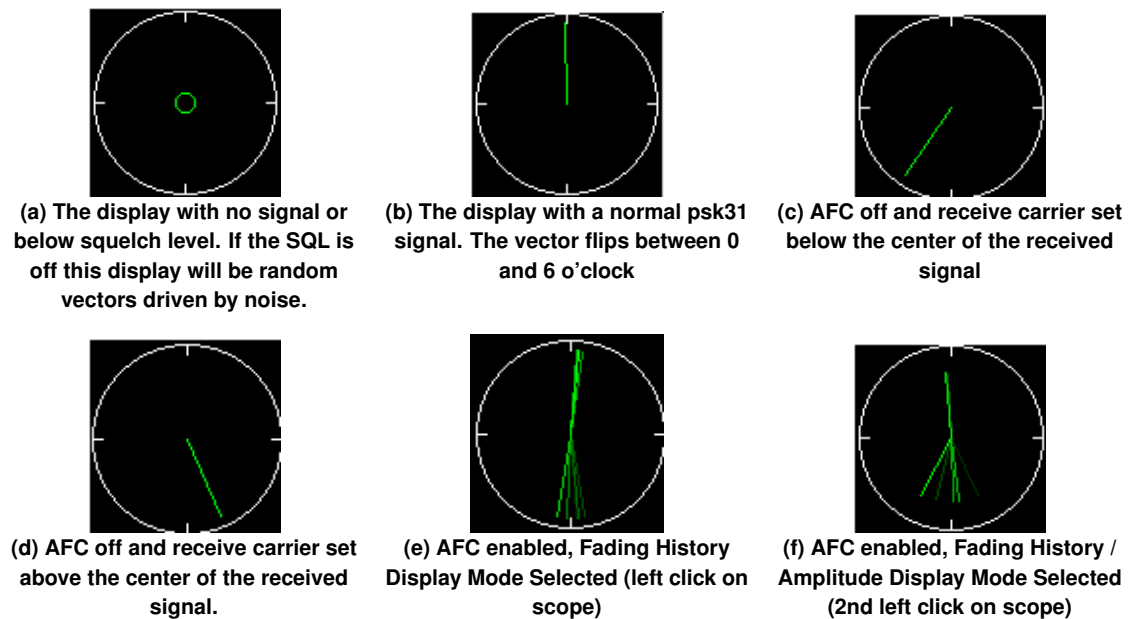 (a) The display with no signal or
below squelch level. If the SQL is
off this display will be random
vectors driven by noise.
(b) The display with a normal psk31
signal. The vector flips between 0
and 6 o'clock
(c) AFC off and receive carrier set
below the center of the received
signal
(d) AFC off and receive carrier set
above the center of the received
signal.
(e) AFC enabled, Fading History
Display Mode Selected (left click on
scope)
(f) AFC enabled, Fading History /
Amplitude Display Mode Selected
(2nd left click on scope)